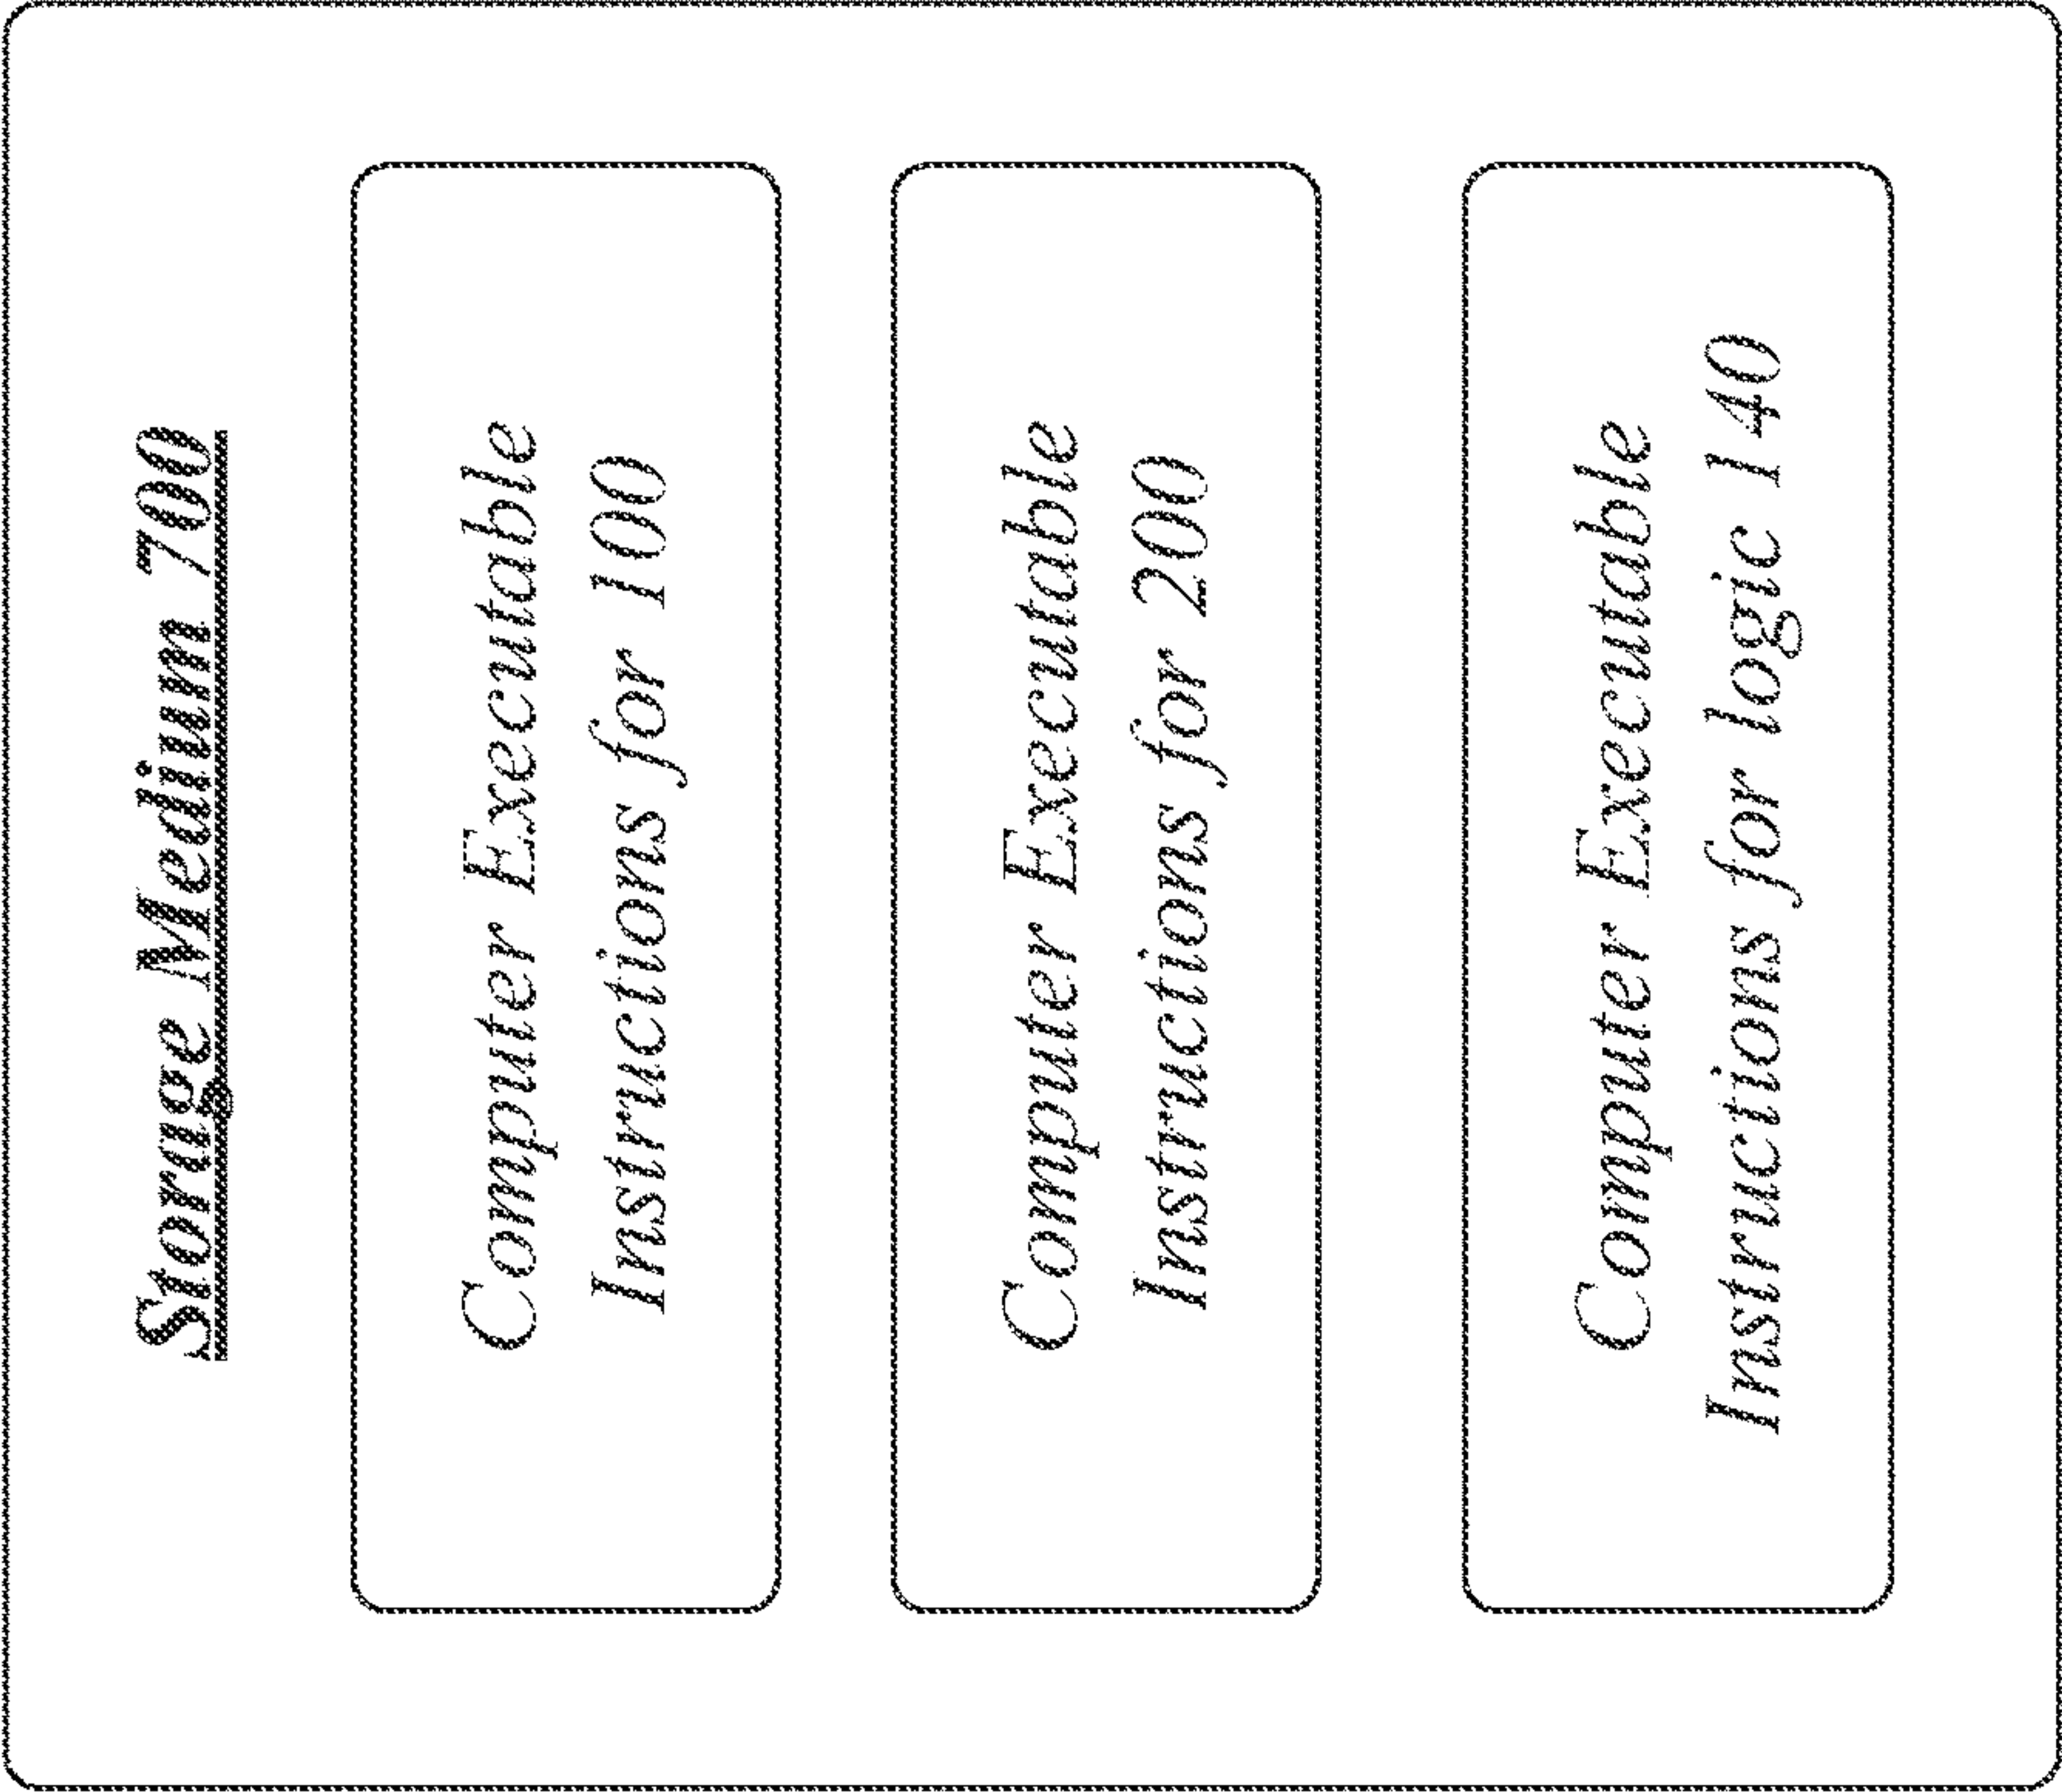 Storage Medium 700
Computer Executable
Instructions for 100
Computer Executable
Instructions for 200
Computer Executable
Instructions for logic 140